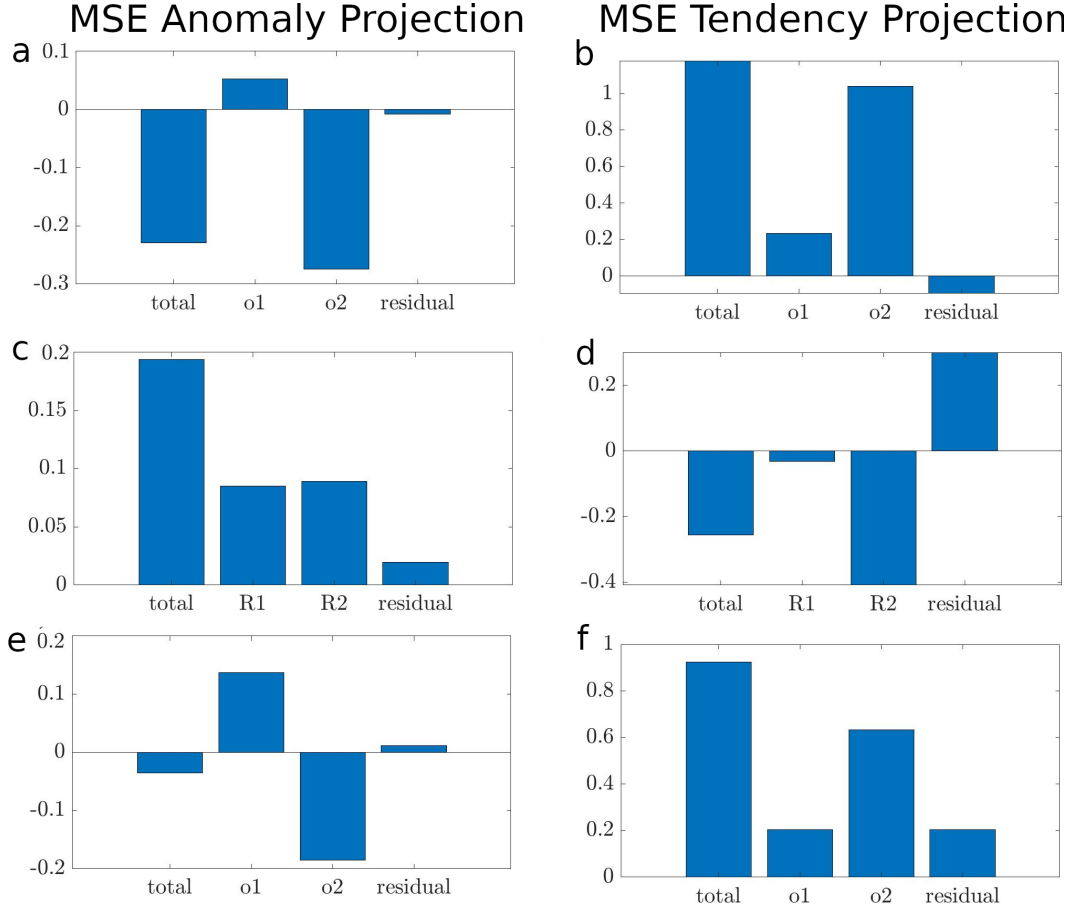 MSE Anomaly Projection
MSE Tendency Projection
a
0.1
0
-0.1
-0.2
-0.3
total o1 o2 residual
b
1
0.8
0.6
0.4
0.2
0
total o1 o2 residual
c
0.2
0.15
0.1
0.05
0
total R1 R2 residual
d
0.2
0
-0.2
-0.4
total R1 R2 residual
e
0.2
0.1
0
-0.1
-0.2
total o1 o2 residual
f
1
0.8
0.6
0.4
0.2
0
total o1 o2 residual